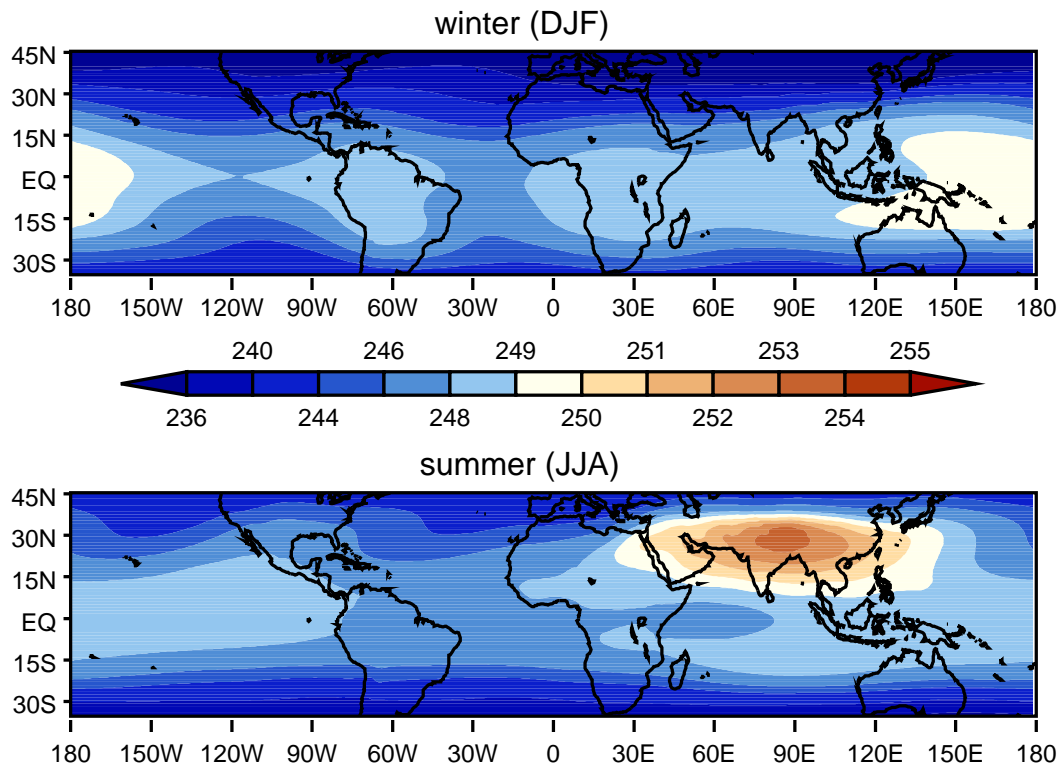 winter (DJF)
45N
30N
15N
EQ
15S
30S
180 150W 120W 90W 60W 30W 0 30E 60E 90E 120E 150E 180
240 246 249 251 253 255
236 244 248 250 252 254
summer (JJA)
45N
30N
15N
EQ
15S
30S
180 150W 120W 90W 60W 30W 0 30E 60E 90E 120E 150E 180